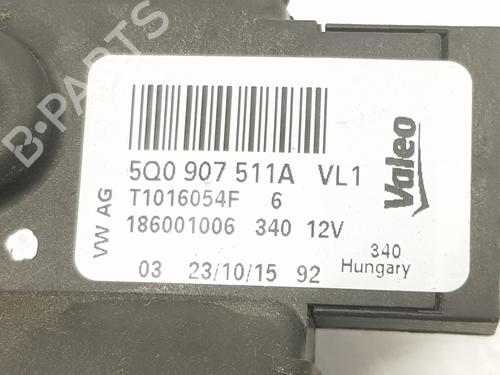 B-PARTS
5Q0 907 511A VL1
T1016054F 6
186001006 340 12V
03 23/10/15 92
VW AG
Valeo
340
Hungary